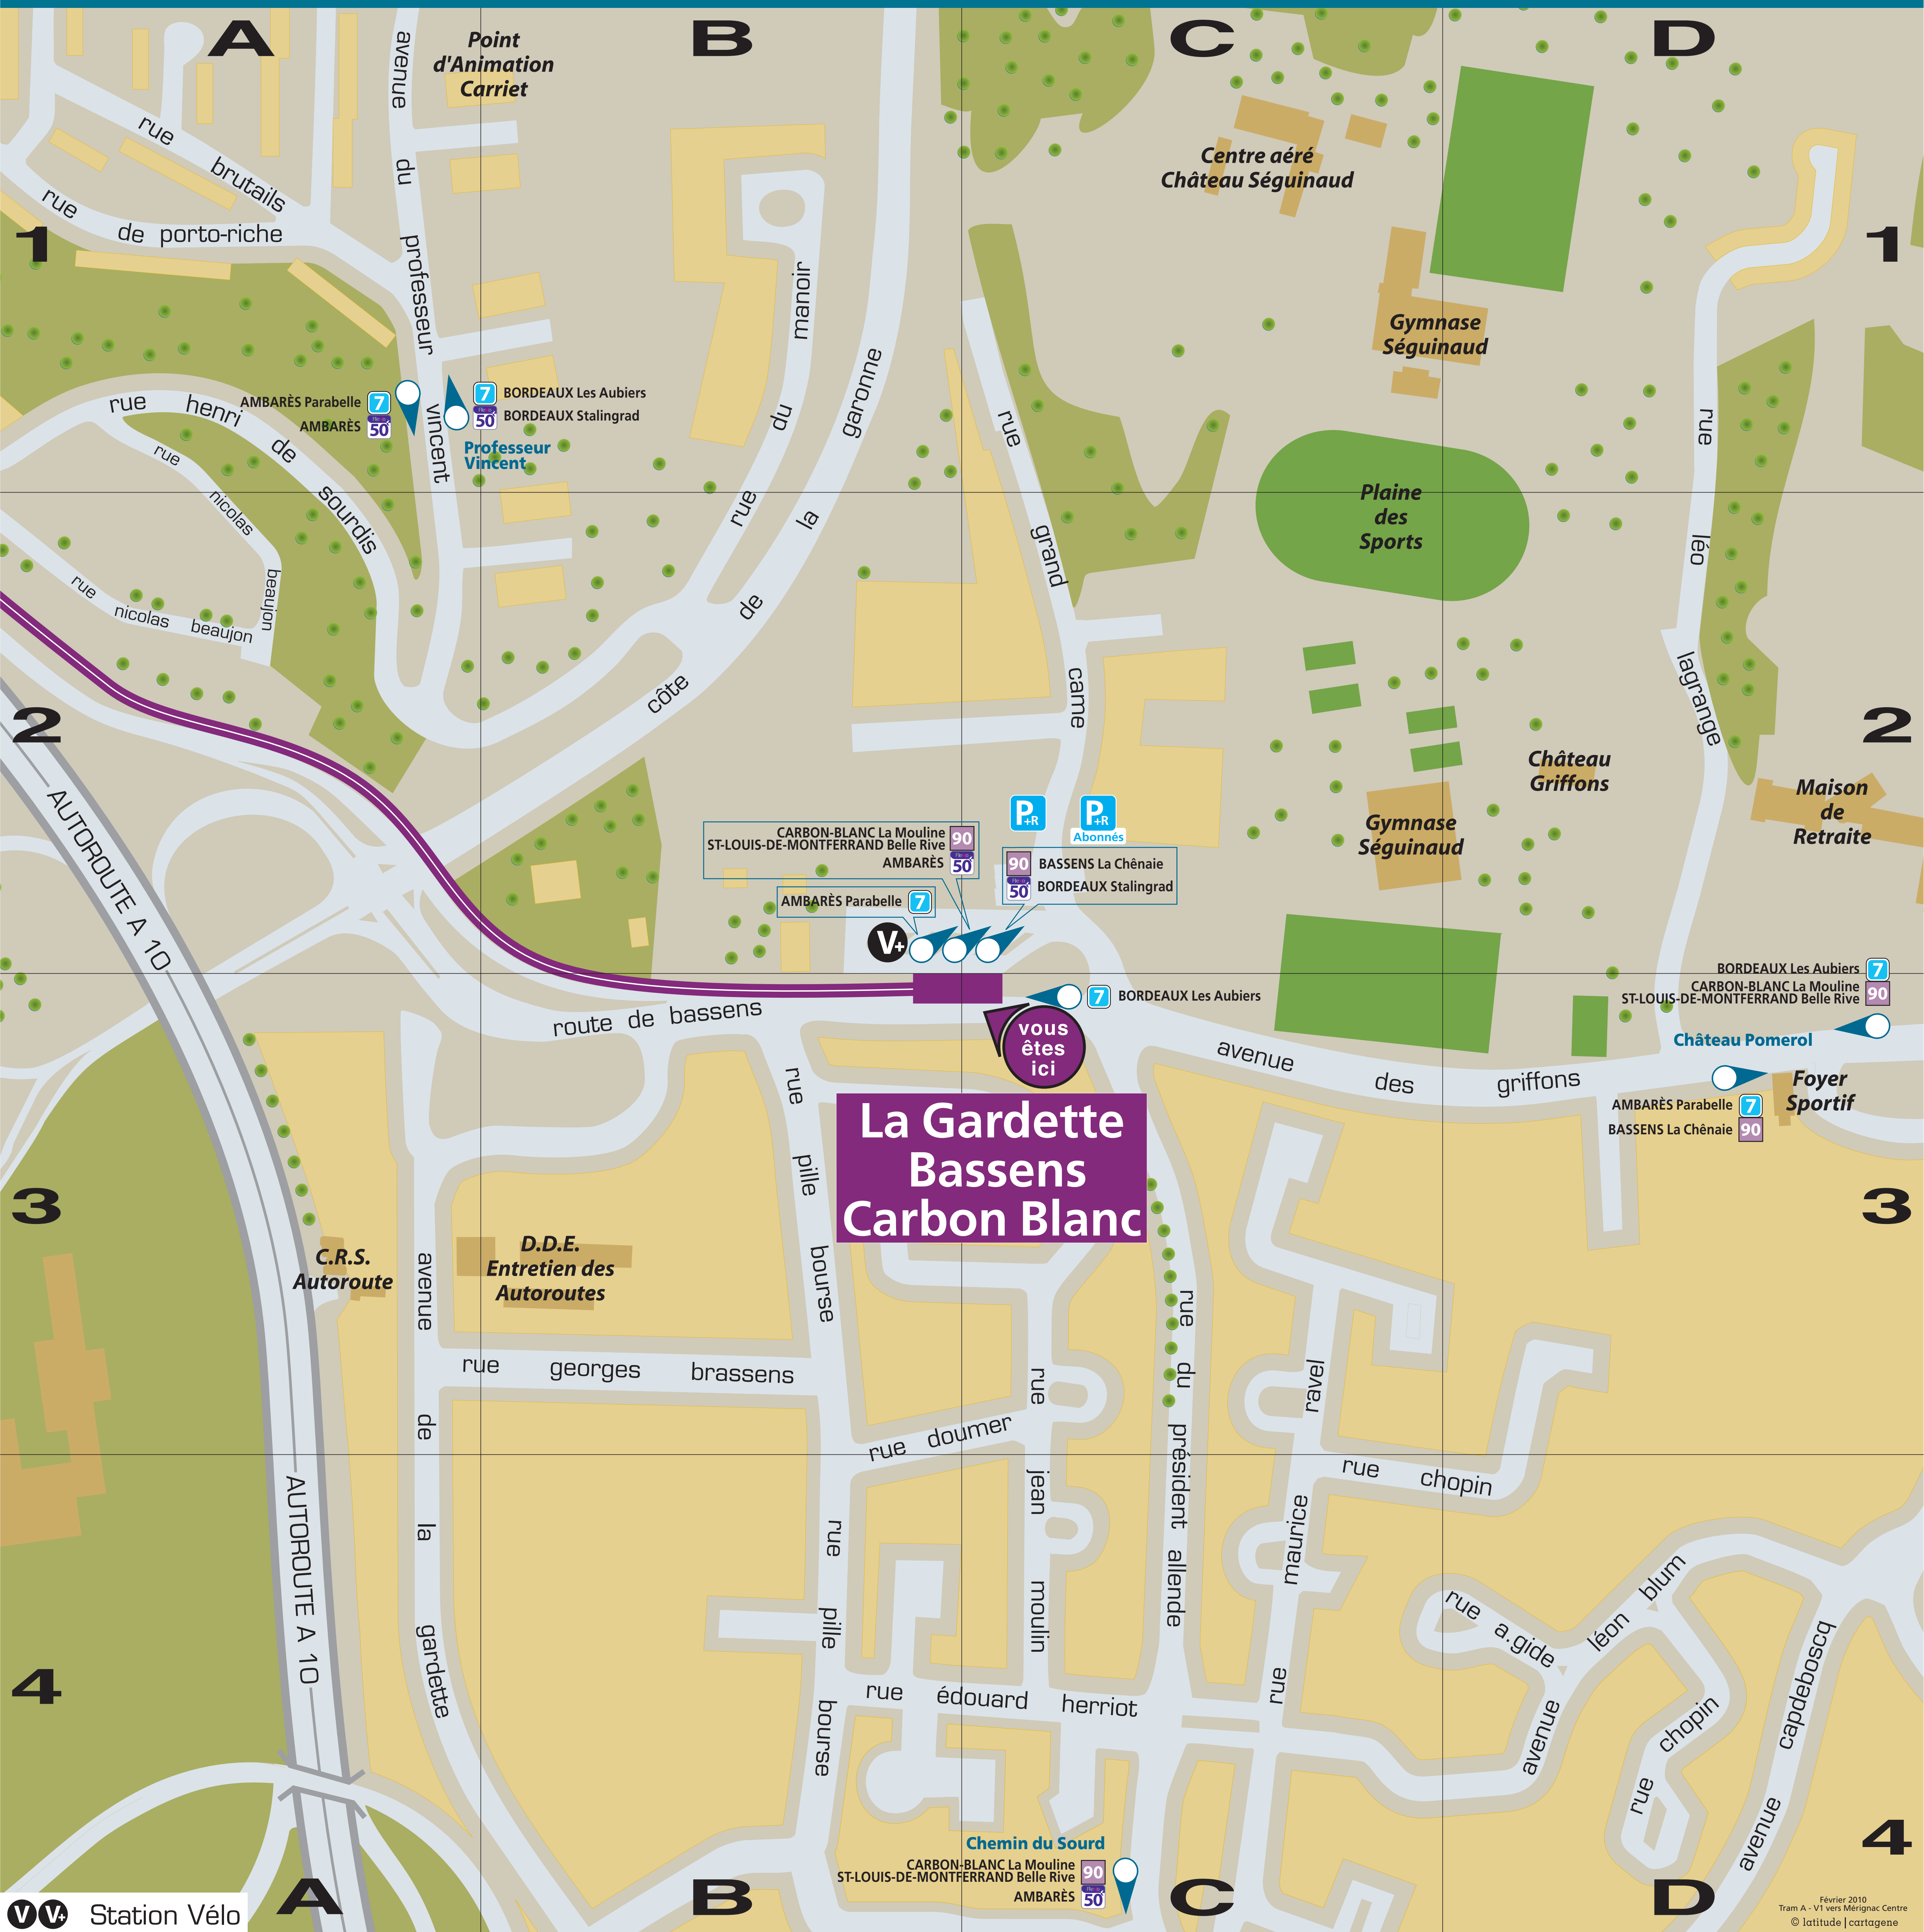 A
B
C
D
Point
d'Animation
Carriet
avenue
du
professeur
vincent
rue
brutails
rue
de porto-riche
1
1
Centre aéré
Château Séguinaud
Gymnase
Séguinaud
rue
du
manoir
côte
de
la
garonne
rue
grand
came
rue
léo
lagrange
AMBARÈS Parabelle 7
AMBARÈS 50
7 BORDEAUX Les Aubiers
50 BORDEAUX Stalingrad
Professeur
Vincent
rue
henri
de
sourdis
rue
nicolas
beaujon
rue
nicolas
beaujon
Plaine
des
Sports
2
2
Château
Griffons
Maison
de
Retraite
Gymnase
Séguinaud
AUTOROUTE A 10
P+R
P+R
Abonnés
CARBON-BLANC La Mouline
ST-LOUIS-DE-MONTFERRAND Belle Rive 90
AMBARÈS 50
90 BASSENS La Chênaie
50 BORDEAUX Stalingrad
AMBARÈS Parabelle 7
V+
7 BORDEAUX Les Aubiers
route de bassens
vous
êtes
ici
La Gardette
Bassens
Carbon Blanc
avenue
des
griffons
BORDEAUX Les Aubiers 7
CARBON-BLANC La Mouline
ST-LOUIS-DE-MONTFERRAND Belle Rive 90
Château Pomerol
Foyer
Sportif
AMBARÈS Parabelle 7
BASSENS La Chênaie 90
3
3
C.R.S.
Autoroute
D.D.E.
Entretien des
Autoroutes
rue
pille
bourse
avenue
de
la
gardette
rue
georges
brassens
rue
doumer
rue
jean
moulin
rue
du
président
allende
rue
maurice
ravel
rue
chopin
AUTOROUTE A 10
rue
pille
bourse
rue
édouard
herriot
rue
a.gide
avenue
léon
blum
rue
chopin
avenue
capdeboscq
4
4
Chemin du Sourd
CARBON-BLANC La Mouline
ST-LOUIS-DE-MONTFERRAND Belle Rive 90
AMBARÈS 50
A
B
C
D
V V+ Station Vélo
Février 2010
Tram A - V1 vers Mérignac Centre
© latitude | cartagene